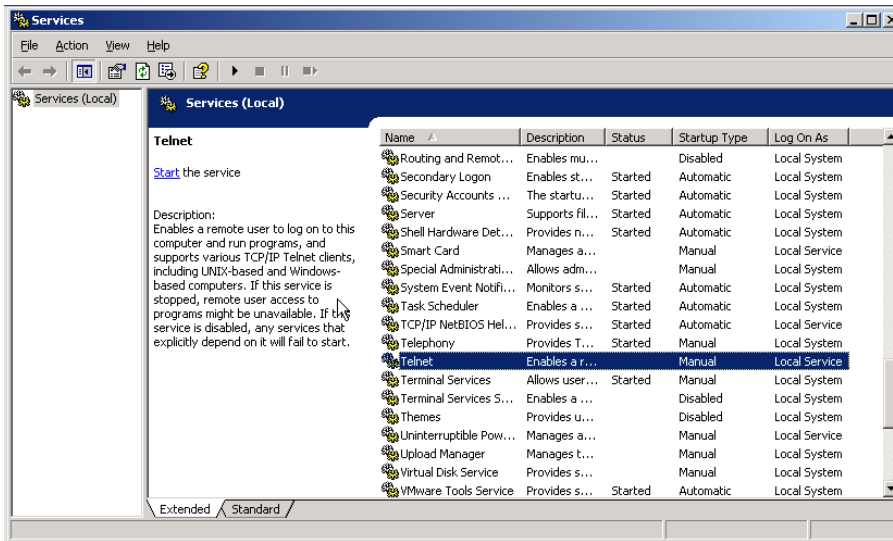 Services
File Action View Help
Services (Local)
Services (Local)
Telnet
Start the service
Description:
Enables a remote user to log on to this
computer and run programs, and
supports various TCP/IP Telnet clients,
including UNIX-based and Windows-
based computers. If this service is
stopped, remote user access to
programs might be unavailable. If this
service is disabled, any services that
explicitly depend on it will fail to start.
Name Description Status Startup Type Log On As
Routing and Remot... Enables mu... Disabled Local System
Secondary Logon Enables st... Started Automatic Local System
Security Accounts ... The startu... Started Automatic Local System
Server Supports fil... Started Automatic Local System
Shell Hardware Det... Provides n... Started Automatic Local System
Smart Card Manages a... Manual Local Service
Special Administrati... Allows adm... Manual Local System
System Event Notifi... Monitors s... Started Automatic Local System
Task Scheduler Enables a ... Started Automatic Local System
TCP/IP NetBIOS Hel... Provides s... Started Automatic Local Service
Telephony Provides T... Started Manual Local System
Telnet Enables a r... Manual Local Service
Terminal Services Allows user... Started Manual Local System
Terminal Services S... Enables a ... Disabled Local System
Themes Provides u... Disabled Local System
Uninterruptible Pow... Manages a... Manual Local Service
Upload Manager Manages t... Manual Local System
Virtual Disk Service Provides s... Manual Local System
VMware Tools Service Provides s... Started Automatic Local System
Extended Standard